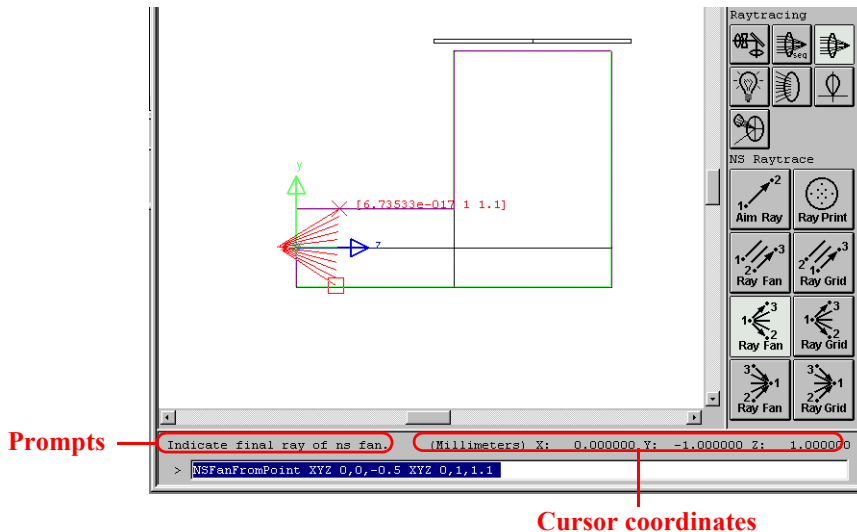 Raytracing
seq
NS Raytrace
1 2
Aim Ray
Ray Print
1 2 3
Ray Fan
2 1 3
Ray Grid
1 3 2
Ray Fan
1 3 2
Ray Grid
3 1 2
Ray Fan
3 1 2
Ray Grid
y
[6.73533e-017 1 1.1]
z
Prompts
Indicate final ray of ns fan.
(Millimeters) X: 0.000000 Y: -1.000000 Z: 1.000000
> NSFanFromPoint XYZ 0,0,-0.5 XYZ 0,1,1.1
Cursor coordinates